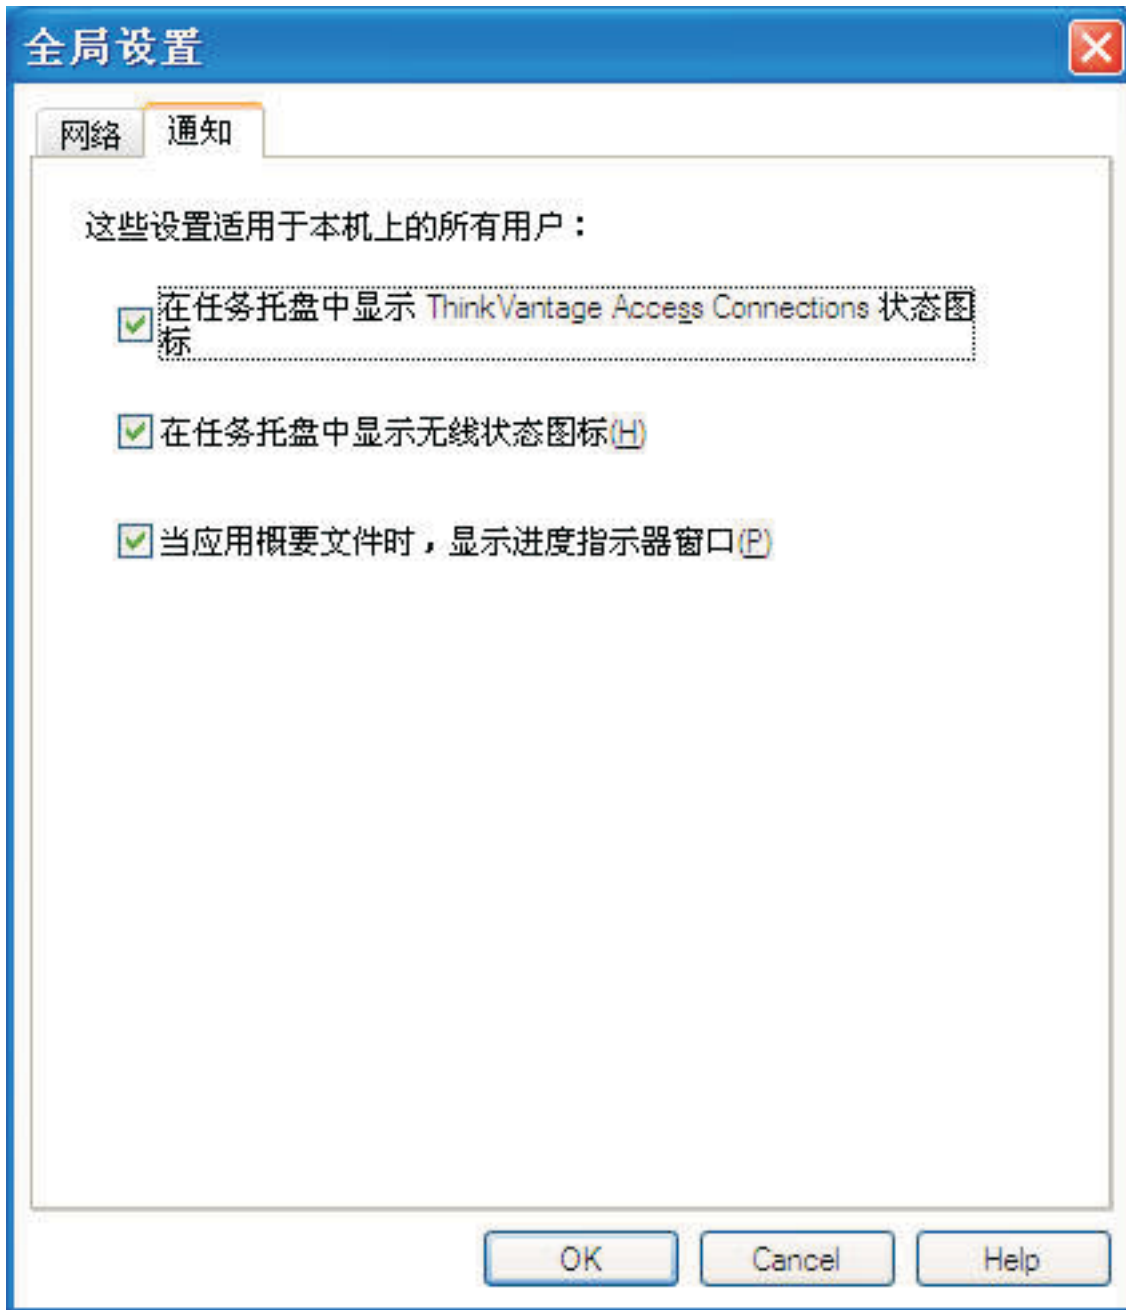 全局设置
网络 通知
这些设置适用于本机上的所有用户：
在任务托盘中显示 ThinkVantage Access Connections 状态图
标
在任务托盘中显示无线状态图标(H)
当应用概要文件时，显示进度指示器窗口(P)
OK Cancel Help